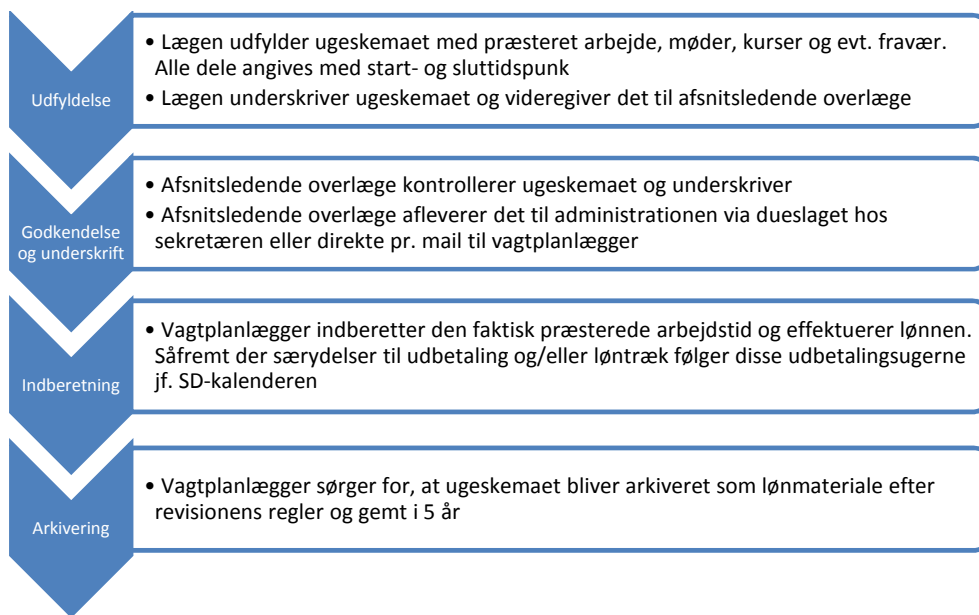 Udfyldelse
• Lægen udfylder ugeskemaet med præsteret arbejde, møder, kurser og evt. fravær.
Alle dele angives med start- og sluttidspunk
• Lægen underskriver ugeskemaet og videregiver det til afsnitsledende overlæge
Godkendelse
og underskrift
• Afsnitsledende overlæge kontrollerer ugeskemaet og underskriver
• Afsnitsledende overlæge afleverer det til administrationen via dueslaget hos
sekretæren eller direkte pr. mail til vagtplanlægger
Indberetning
• Vagtplanlægger indberetter den faktisk præsterede arbejdstid og effektuerer lønnen.
Såfremt der særydelser til udbetaling og/eller løntræk følger disse udbetalingsugerne
jf. SD-kalenderen
Arkivering
• Vagtplanlægger sørger for, at ugeskemaet bliver arkiveret som lønmateriale efter
revisionens regler og gemt i 5 år